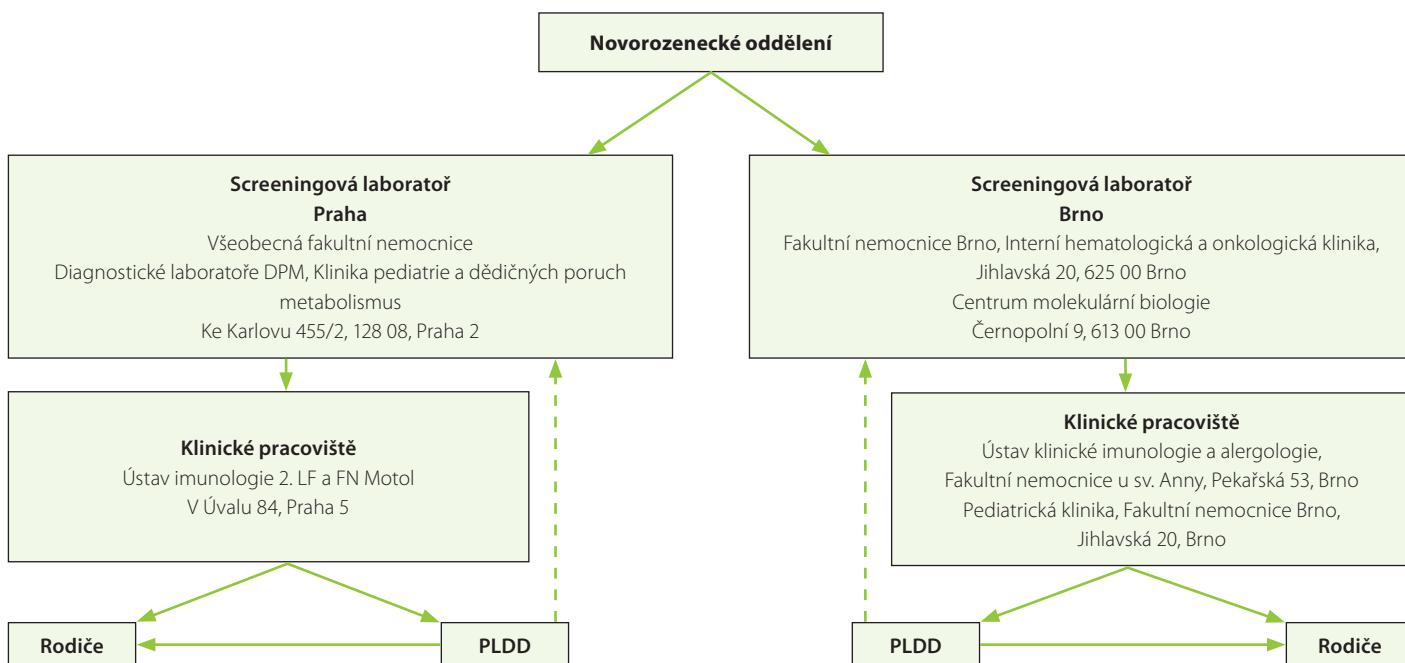 Novorozenecké oddělení
Screeningová laboratoř
Praha
Všeobecná fakultní nemocnice
Diagnostické laboratoře DPM, Klinika pediatrie a dědičných poruch
metabolismus
Ke Karlovu 455/2, 128 08, Praha 2
Screeningová laboratoř
Brno
Fakultní nemocnice Brno, Interní hematologická a onkologická klinika,
Jihlavská 20, 625 00 Brno
Centrum molekulární biologie
Černopolní 9, 613 00 Brno
Klinické pracoviště
Ústav imunologie 2. LF a FN Motol
V Úvalu 84, Praha 5
Klinické pracoviště
Ústav klinické imunologie a alergologie,
Fakultní nemocnice u sv. Anny, Pekařská 53, Brno
Pediatrická klinika, Fakultní nemocnice Brno,
Jihlavská 20, Brno
Rodiče
PLDD
PLDD
Rodiče